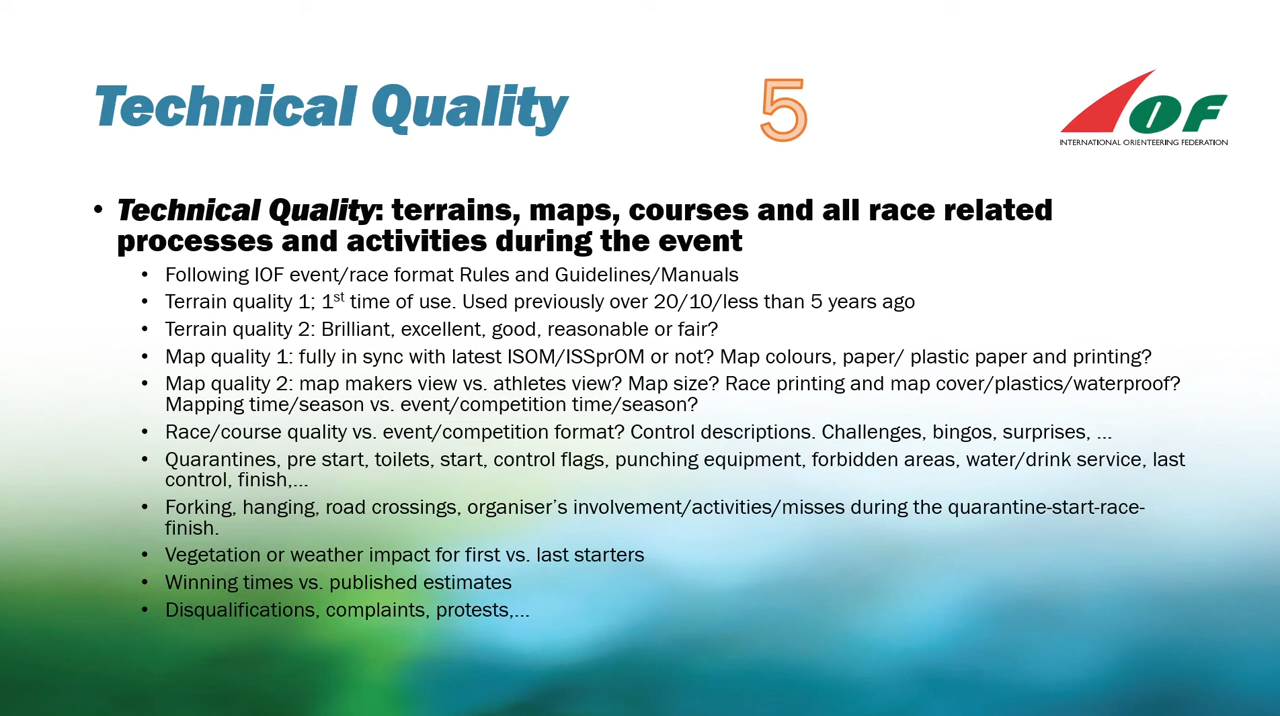 Technical Quality
5
IOF
INTERNATIONAL ORIENTEERING FEDERATION
• Technical Quality: terrains, maps, courses and all race related
processes and activities during the event
• Following IOF event/race format Rules and Guidelines/Manuals
• Terrain quality 1; 1st time of use. Used previously over 20/10/less than 5 years ago
• Terrain quality 2: Brilliant, excellent, good, reasonable or fair?
• Map quality 1: fully in sync with latest ISOM/ISSprOM or not? Map colours, paper/ plastic paper and printing?
• Map quality 2: map makers view vs. athletes view? Map size? Race printing and map cover/plastics/waterproof?
Mapping time/season vs. event/competition time/season?
• Race/course quality vs. event/competition format? Control descriptions. Challenges, bingos, surprises, ...
• Quarantines, pre start, toilets, start, control flags, punching equipment, forbidden areas, water/drink service, last
control, finish,...
• Forking, hanging, road crossings, organiser’s involvement/activities/misses during the quarantine-start-race-
finish.
• Vegetation or weather impact for first vs. last starters
• Winning times vs. published estimates
• Disqualifications, complaints, protests,...